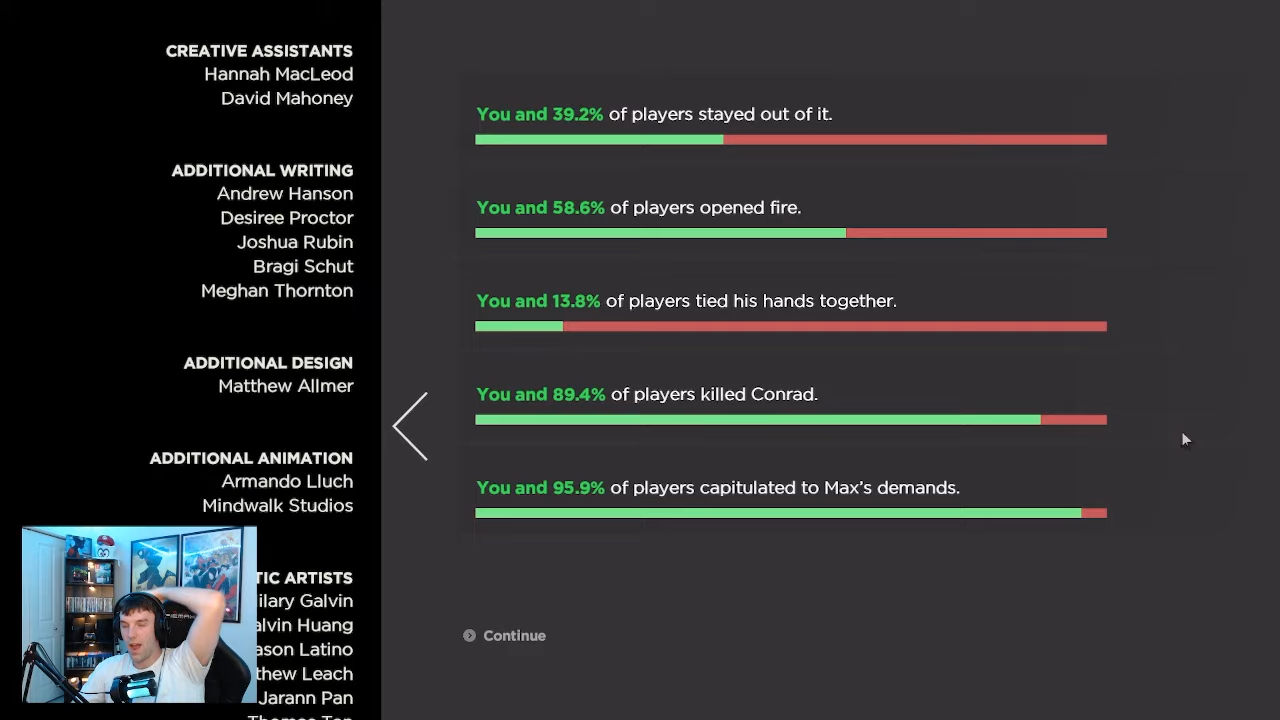 CREATIVE ASSISTANTS
Hannah MacLeod
David Mahoney
ADDITIONAL WRITING
Andrew Hanson
Desiree Proctor
Joshua Rubin
Bragi Schut
Meghan Thornton
ADDITIONAL DESIGN
Matthew Allmer
ADDITIONAL ANIMATION
Armando Lluch
Mindwalk Studios
TIC ARTISTS
ilary Galvin
alvin Huang
ason Latino
thew Leach
Jarann Pan
You and 39.2% of players stayed out of it.
You and 58.6% of players opened fire.
You and 13.8% of players tied his hands together.
You and 89.4% of players killed Conrad.
You and 95.9% of players capitulated to Max's demands.
Continue